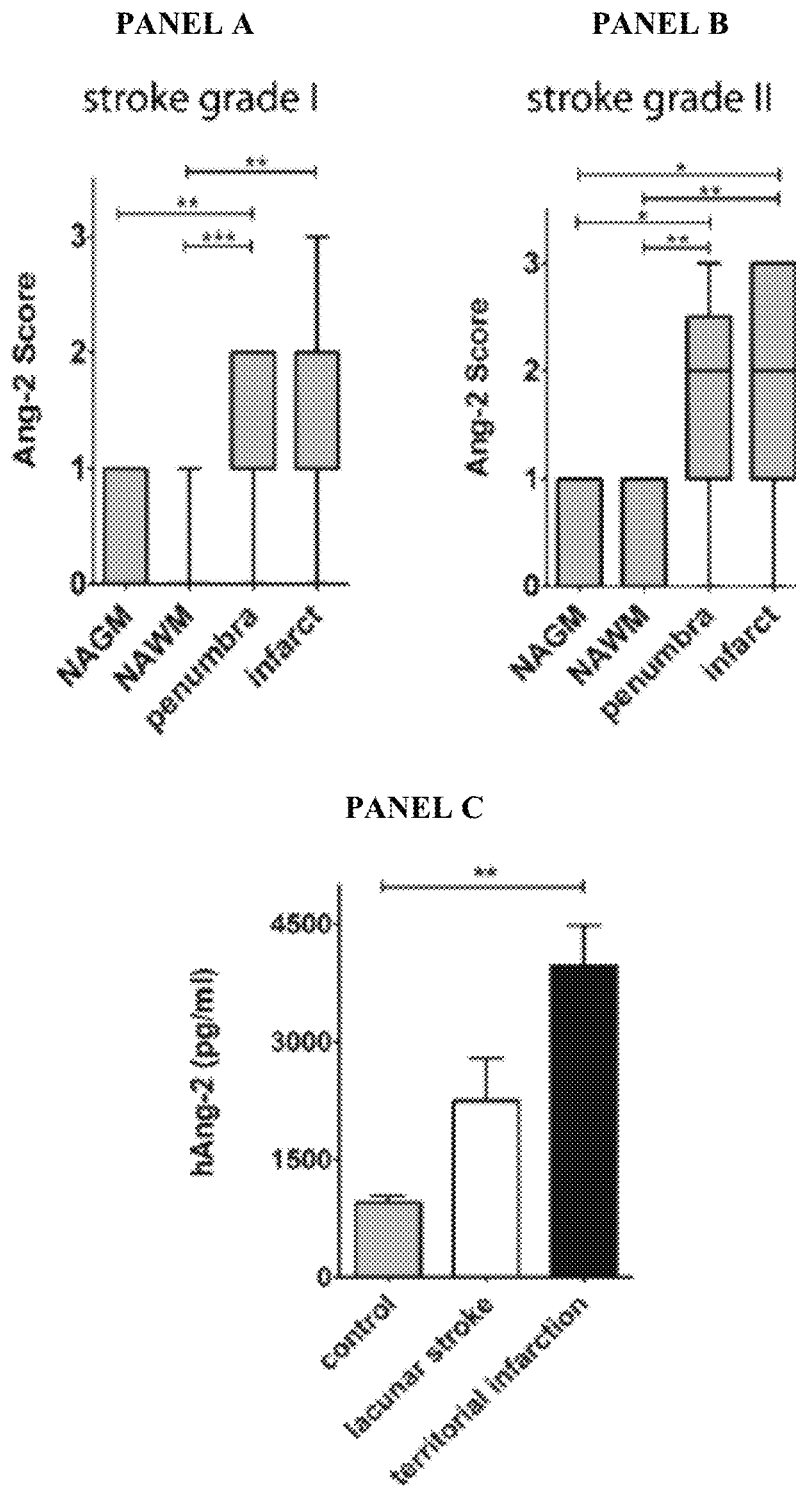 PANEL A
PANEL B
stroke grade I
stroke grade II
**
**
***
Ang-2 Score
3
2
1
0
NAGM
NAWM
penumbra
infarct
*
**
*
**
Ang-2 Score
3
2
1
0
NAGM
NAWM
penumbra
infarct
PANEL C
**
hAng-2 (pg/ml)
4500
3000
1500
0
control
lacunar stroke
territorial infarction